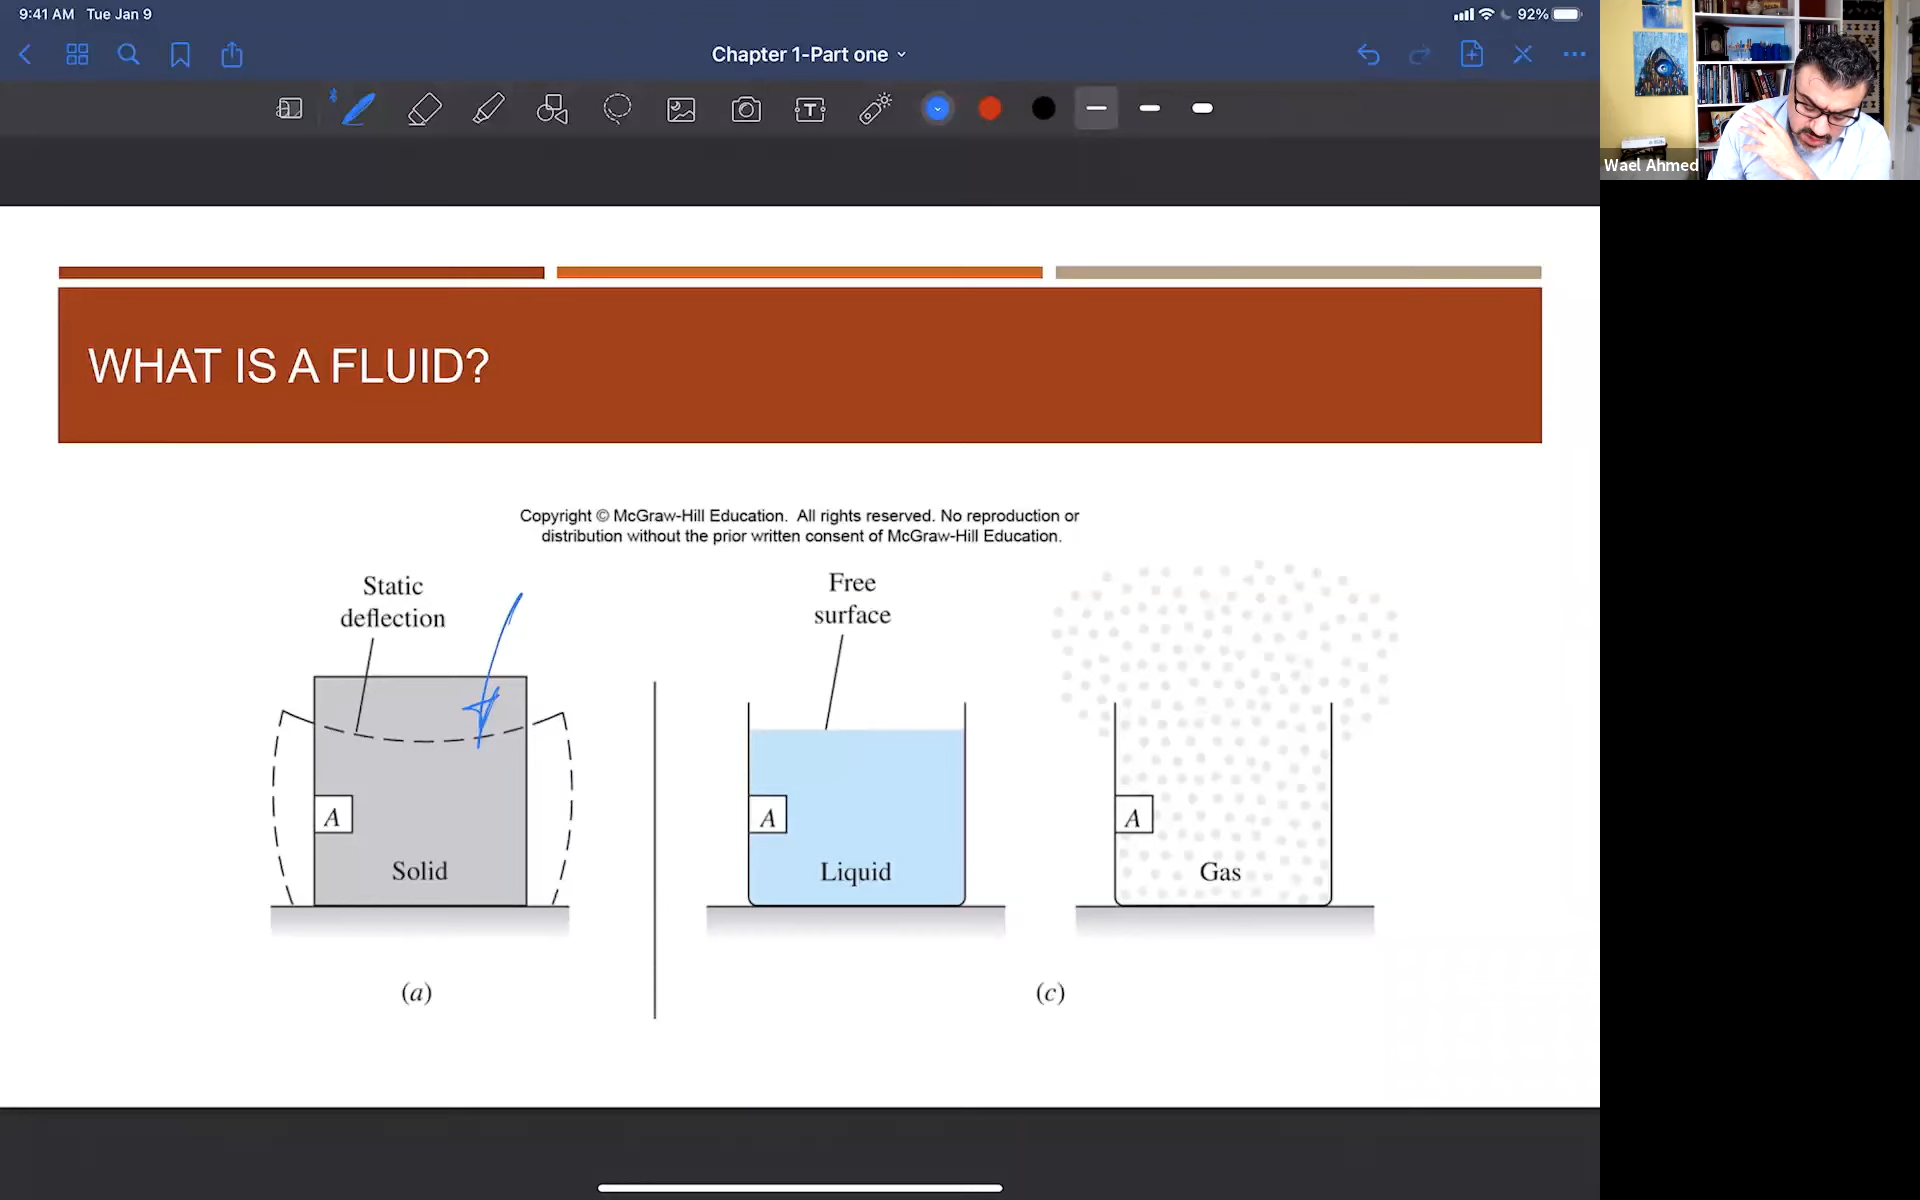 9:41 AM Tue Jan 9
92%
Chapter 1-Part one
T
Wael Ahmed
WHAT IS A FLUID?
Copyright © McGraw-Hill Education. All rights reserved. No reproduction or
distribution without the prior written consent of McGraw-Hill Education.
Static
deflection
Free
surface
A
A
A
Solid
Liquid
Gas
(a)
(c)